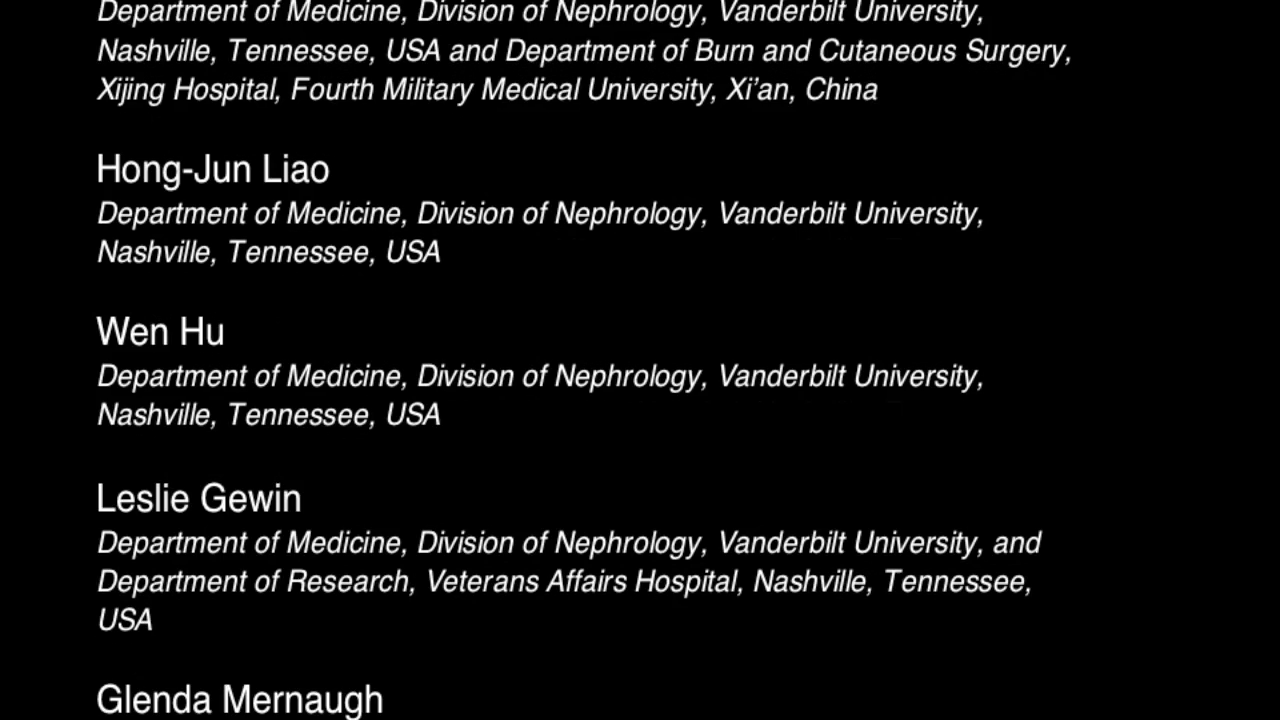 Department of Medicine, Division of Nephrology, Vanderbilt University,
Nashville, Tennessee, USA and Department of Burn and Cutaneous Surgery,
Xijing Hospital, Fourth Military Medical University, Xi’an, China
Hong-Jun Liao
Department of Medicine, Division of Nephrology, Vanderbilt University,
Nashville, Tennessee, USA
Wen Hu
Department of Medicine, Division of Nephrology, Vanderbilt University,
Nashville, Tennessee, USA
Leslie Gewin
Department of Medicine, Division of Nephrology, Vanderbilt University, and
Department of Research, Veterans Affairs Hospital, Nashville, Tennessee,
USA
Glenda Mernaugh